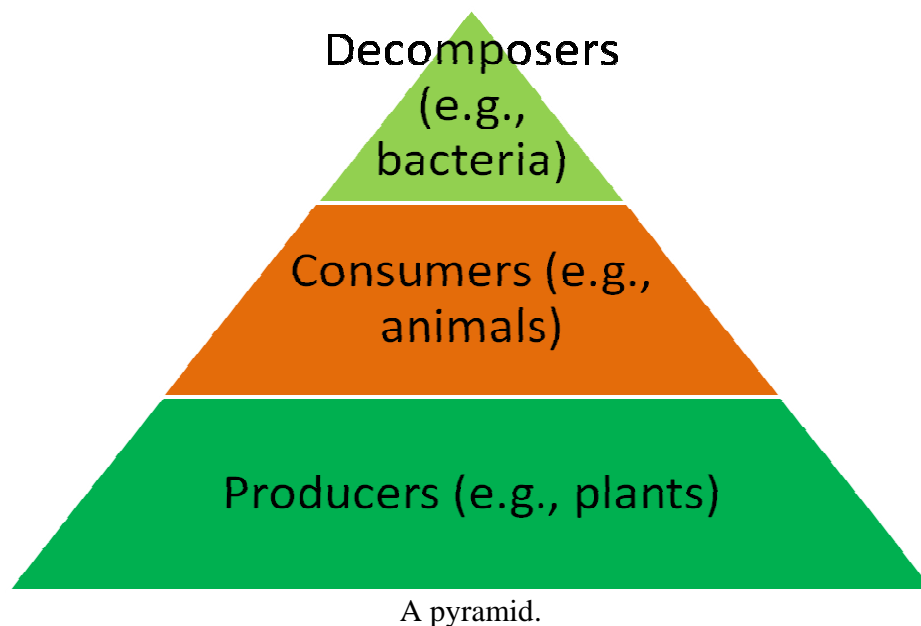 Decomposers
(e.g.,
bacteria)
Consumers (e.g.,
animals)
Producers (e.g., plants)
A pyramid.